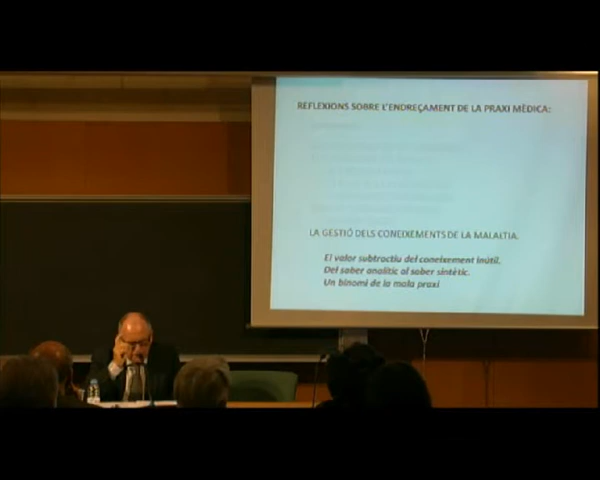 REFLEXIONS SOBRE L'ENDREÇAMENT DE LA PRAXI MÈDICA:
LA GESTIÓ DELS CONEIXEMENTS DE LA MALALTIA.
El valor subtractiu del coneixement inútil.
Del saber analític al saber sintètic.
Un binomi de la mala praxi